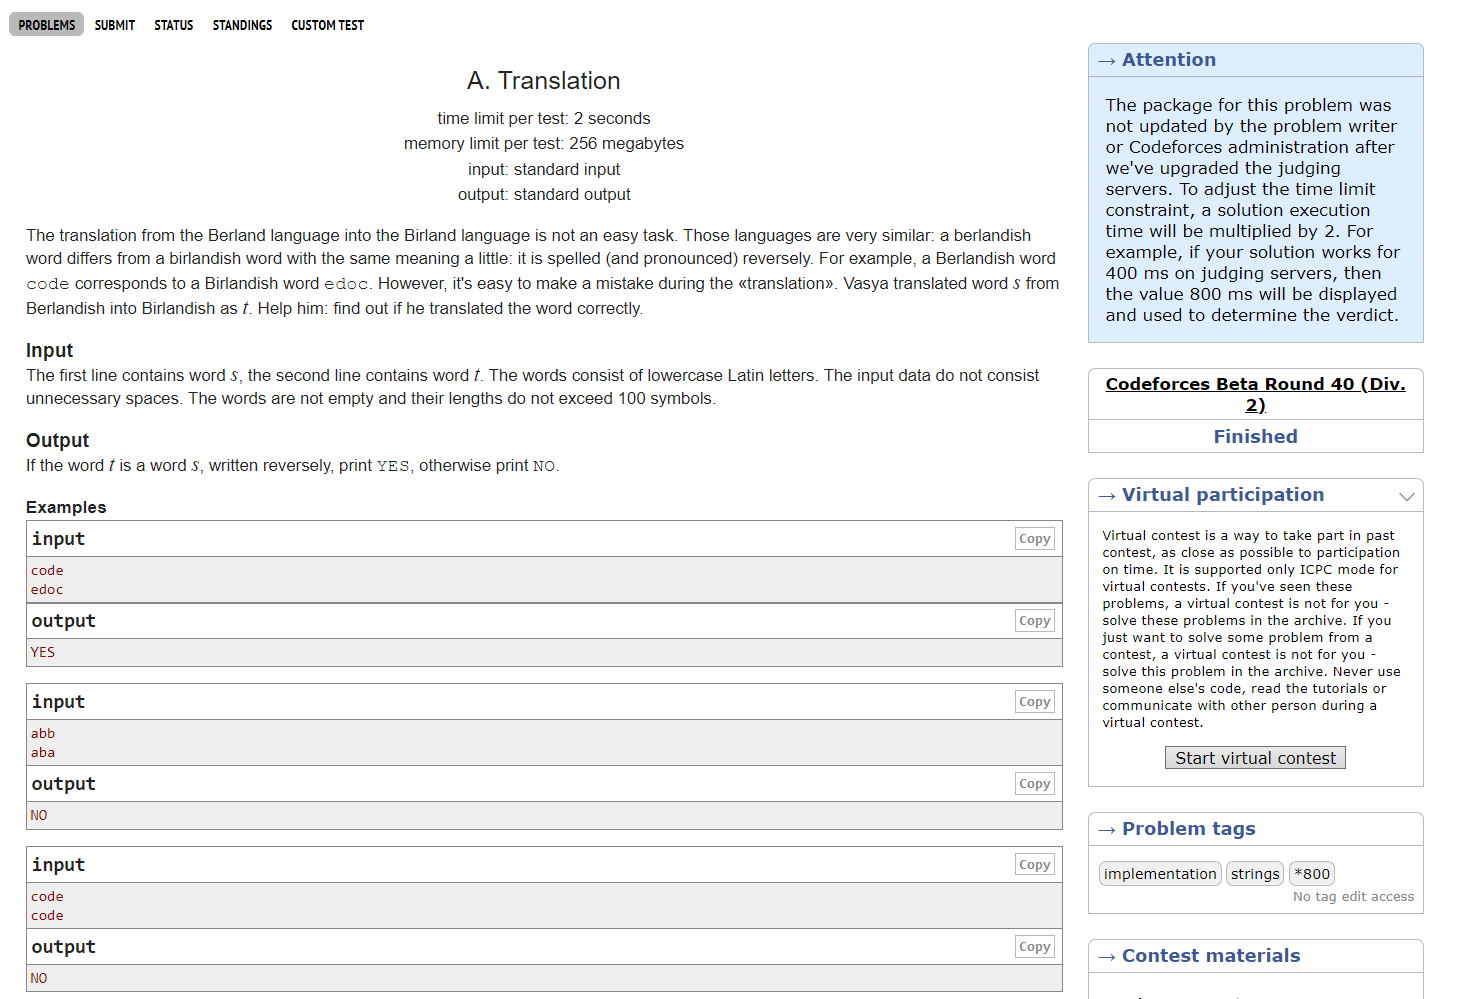 PROBLEMS SUBMIT STATUS STANDINGS CUSTOM TEST
A. Translation
time limit per test: 2 seconds
memory limit per test: 256 megabytes
input: standard input
output: standard output
The translation from the Berland language into the Birland language is not an easy task. Those languages are very similar: a berlandish
word differs from a birlandish word with the same meaning a little: it is spelled (and pronounced) reversely. For example, a Berlandish word
code corresponds to a Birlandish word edoc. However, it's easy to make a mistake during the «translation». Vasya translated word s from
Berlandish into Birlandish as t. Help him: find out if he translated the word correctly.
Input
The first line contains word s, the second line contains word t. The words consist of lowercase Latin letters. The input data do not consist
unnecessary spaces. The words are not empty and their lengths do not exceed 100 symbols.
Output
If the word t is a word s, written reversely, print YES, otherwise print NO.
Examples
input Copy
code
edoc
output Copy
YES
input Copy
abb
aba
output Copy
NO
input Copy
code
code
output Copy
NO
→ Attention
The package for this problem was
not updated by the problem writer
or Codeforces administration after
we've upgraded the judging
servers. To adjust the time limit
constraint, a solution execution
time will be multiplied by 2. For
example, if your solution works for
400 ms on judging servers, then
the value 800 ms will be displayed
and used to determine the verdict.
Codeforces Beta Round 40 (Div.
2)
Finished
→ Virtual participation
Virtual contest is a way to take part in past
contest, as close as possible to participation
on time. It is supported only ICPC mode for
virtual contests. If you've seen these
problems, a virtual contest is not for you -
solve these problems in the archive. If you
just want to solve some problem from a
contest, a virtual contest is not for you -
solve this problem in the archive. Never use
someone else's code, read the tutorials or
communicate with other person during a
virtual contest.
Start virtual contest
→ Problem tags
implementation strings *800
No tag edit access
→ Contest materials